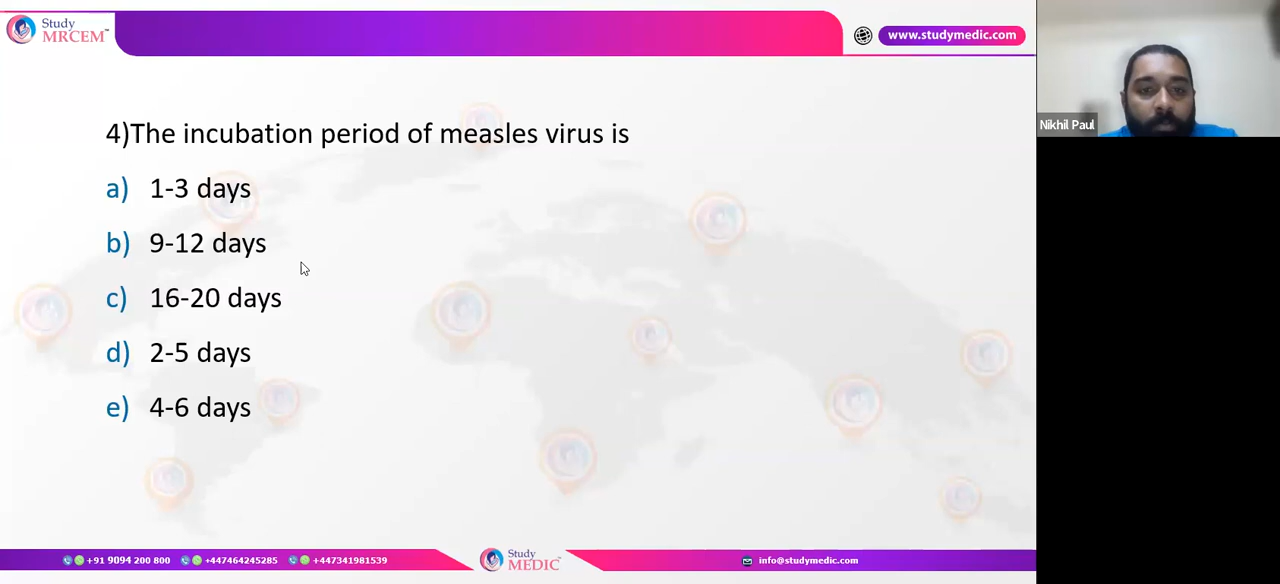 Study
MRCEM™
www.studymedic.com
Nikhil Paul
4)The incubation period of measles virus is
a) 1-3 days
b) 9-12 days
c) 16-20 days
d) 2-5 days
e) 4-6 days
+91 9094 200 800 +447464245285 +447341981539
Study
MEDIC™
info@studymedic.com